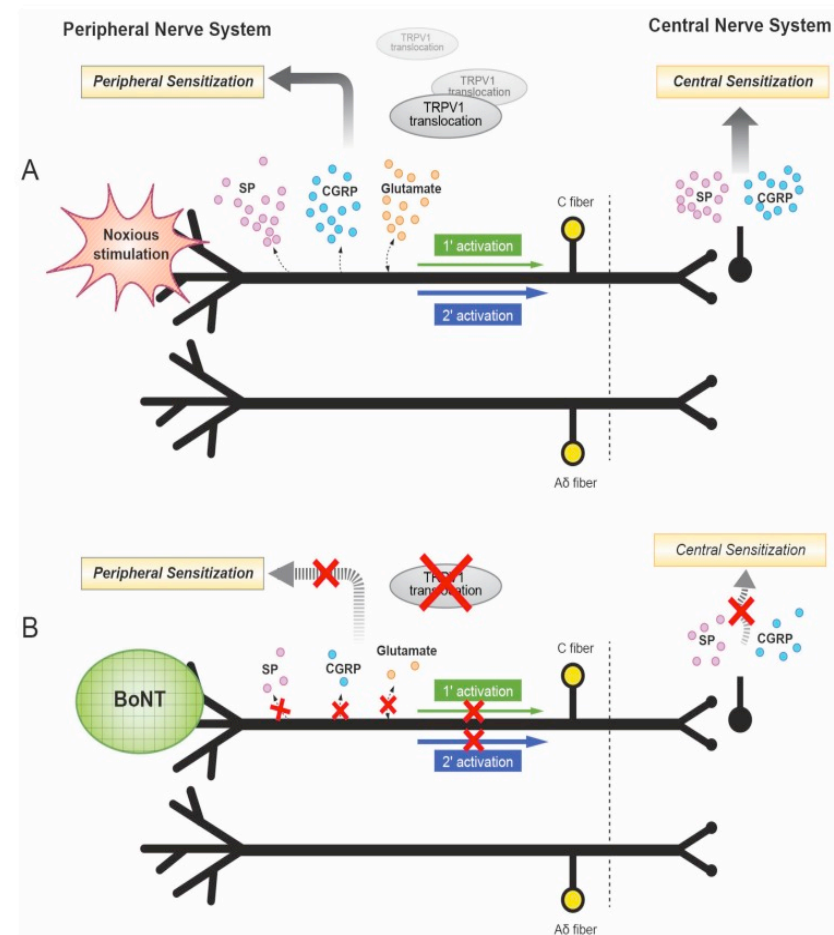 Peripheral Nerve System
Central Nerve System
TRPV1
translocation
TRPV1
translocation
TRPV1
translocation
Peripheral Sensitization
Central Sensitization
A
SP
CGRP
Glutamate
SP
CGRP
Noxious
stimulation
C fiber
1' activation
2' activation
Aδ fiber
Peripheral Sensitization
TRPV1
translocation
Central Sensitization
B
SP
CGRP
Glutamate
C fiber
SP
CGRP
BoNT
1' activation
2' activation
Aδ fiber